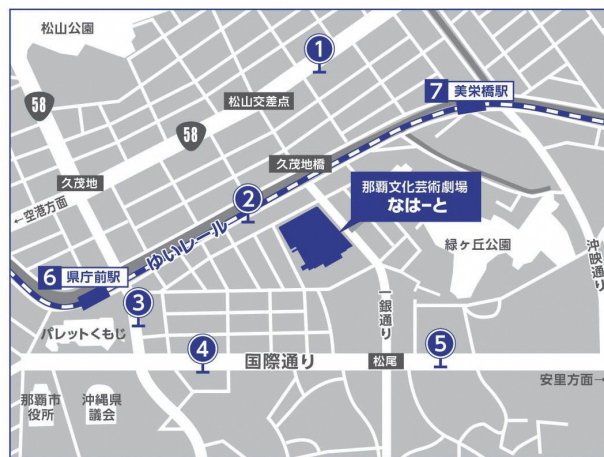 松山公園
1
58
松山交差点
58
7 美栄橋駅
久茂地
久茂地橋
←空港方面
2
ゆいレール
那覇文化芸術劇場
なはーと
緑ヶ丘公園
沖映通り
6 県庁前駅
3
パレットくもじ
一銀通り
4
国際通り
松尾
5
安里方面→
那覇市
役所
沖縄県
議会